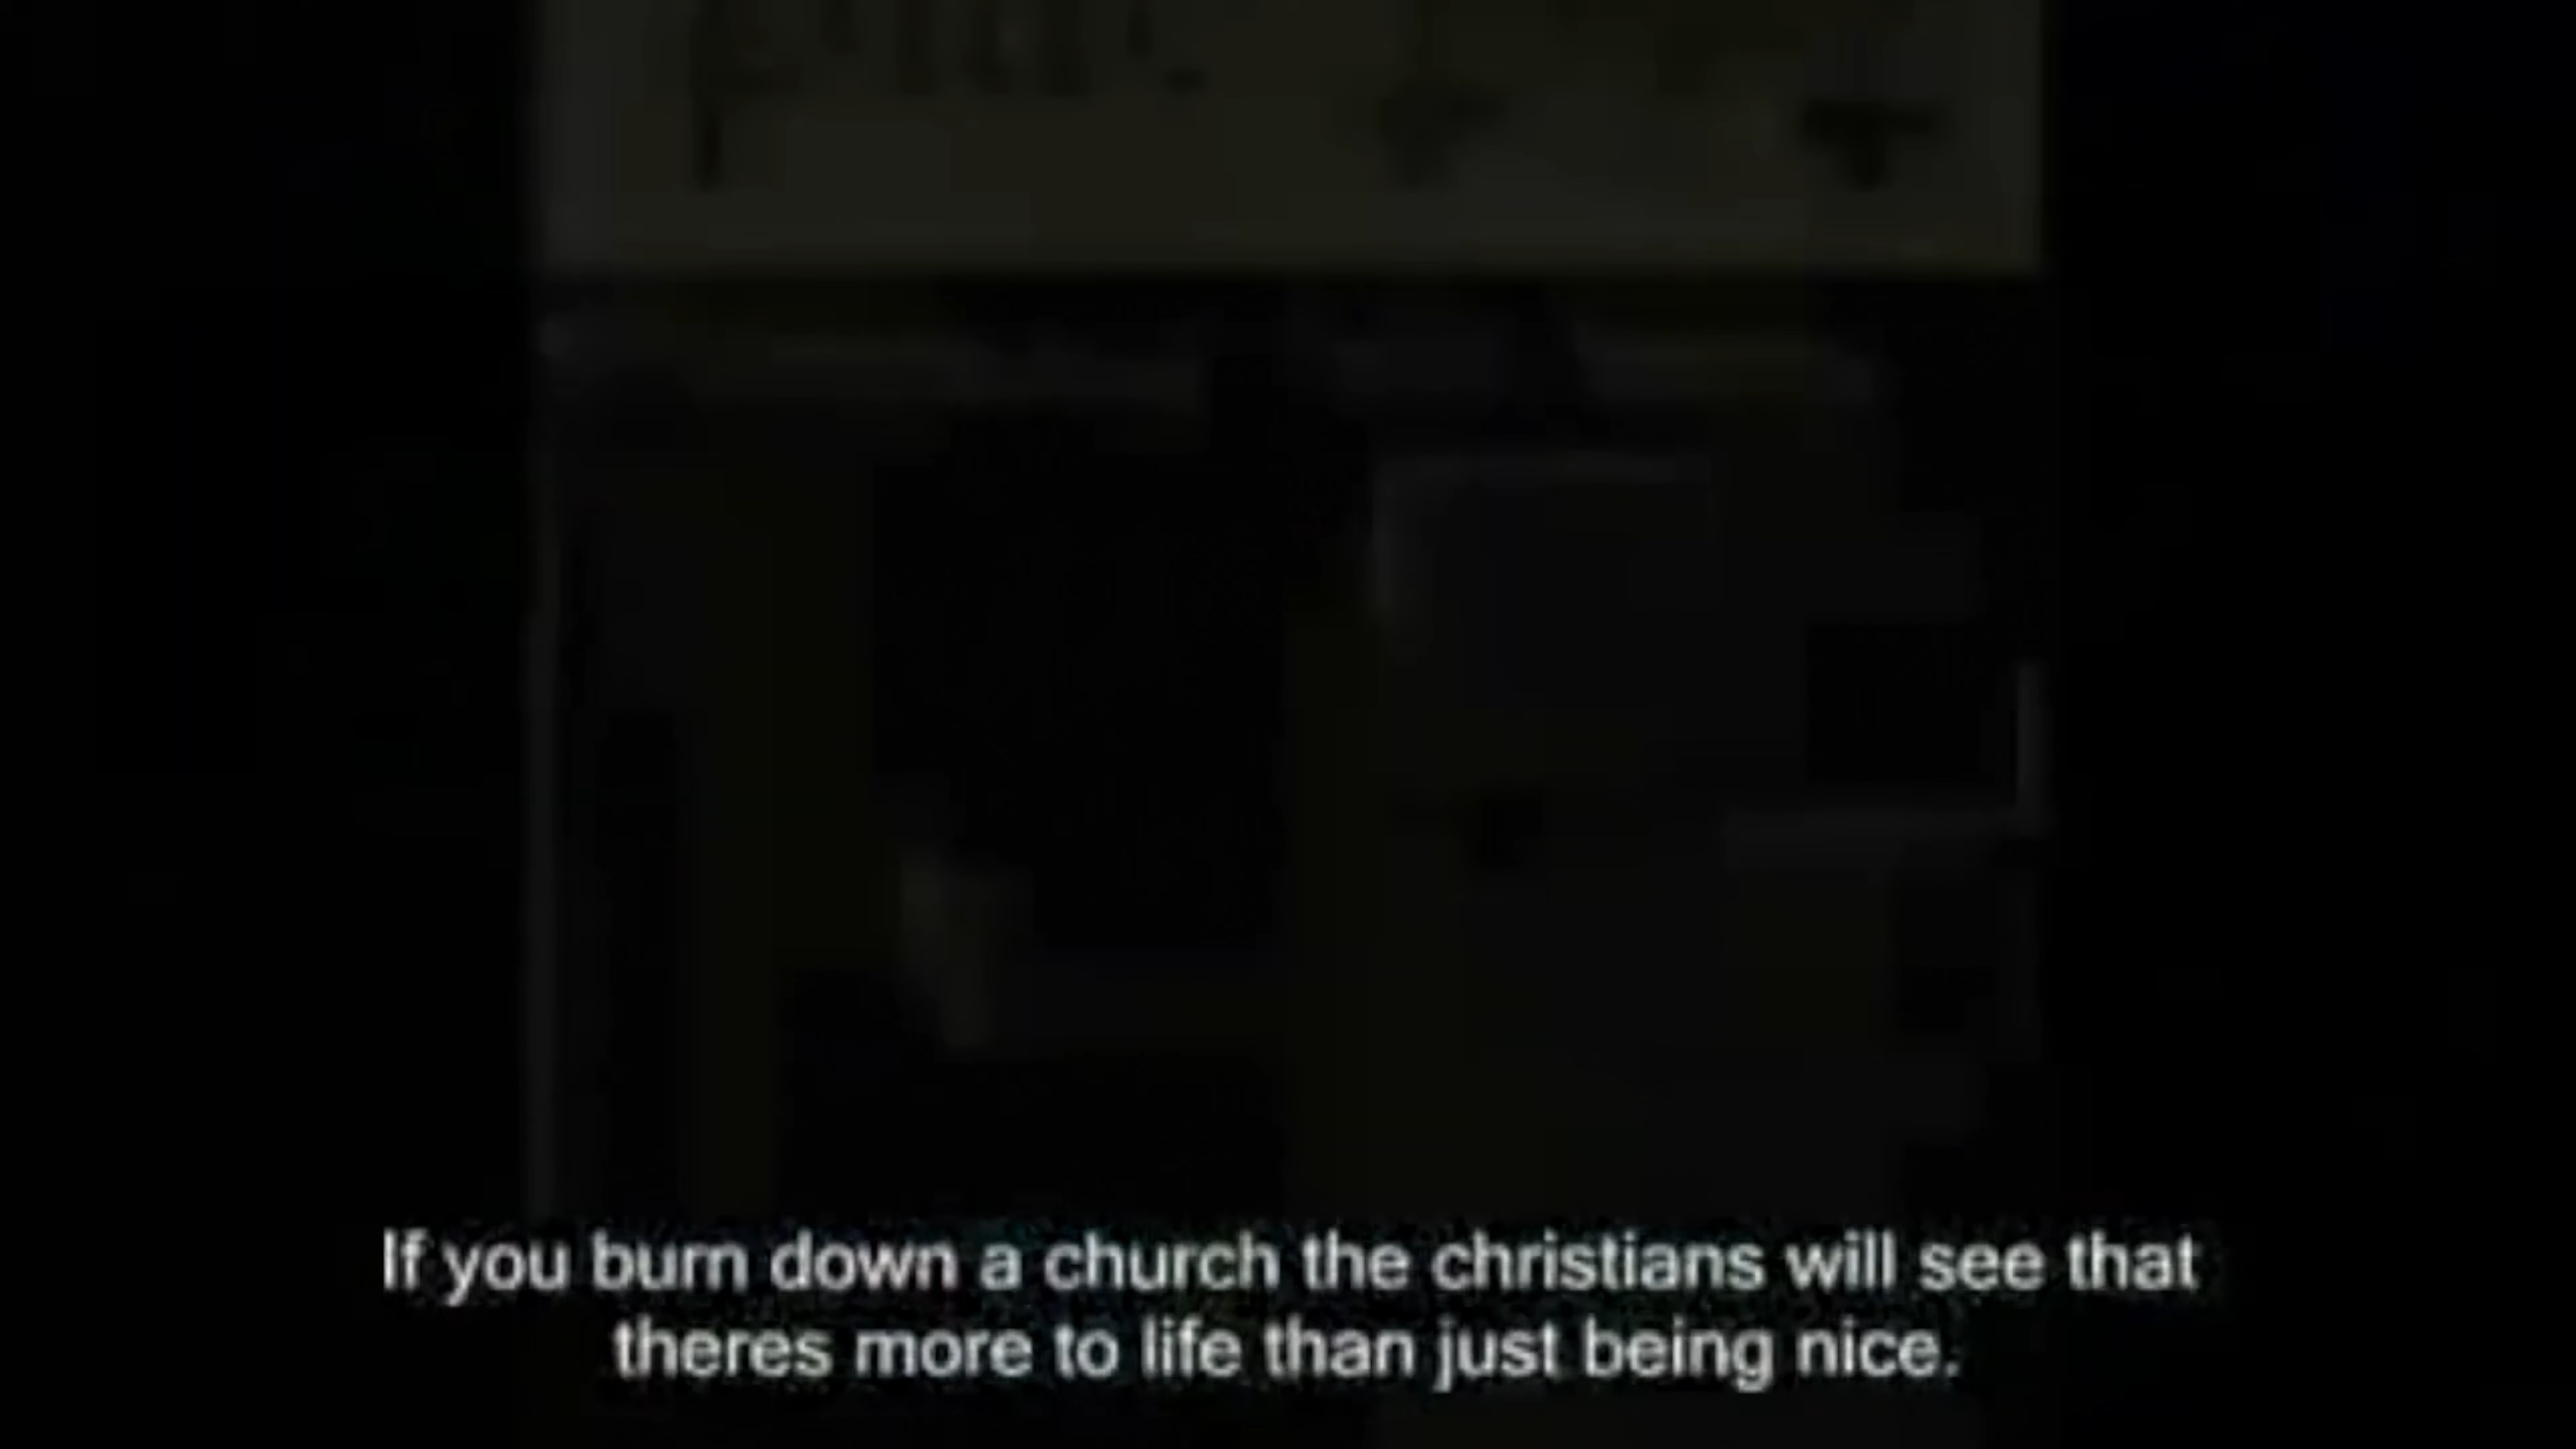 If you burn down a church the christians will see that
theres more to life than just being nice.